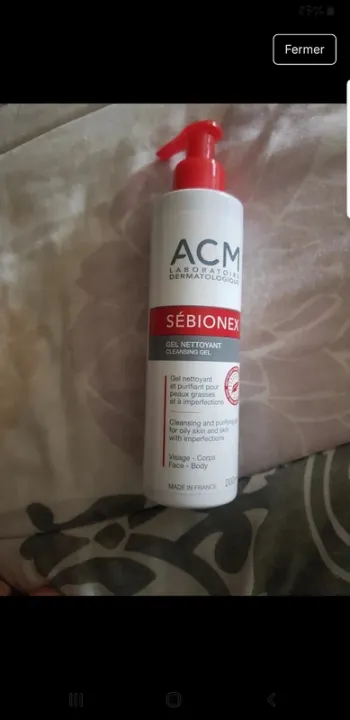 Fermer
ACM
LABORATOIRE
DERMATOLOGIQUE
SÉBIONEX
GEL NETTOYANT
CLEANSING GEL
Gel nettoyant
et purifiant pour
peaux grasses
et à imperfections
Cleansing and purifying
for oily skin and skin
with imperfections
Visage - Corps
Face - Body
MADE IN FRANCE